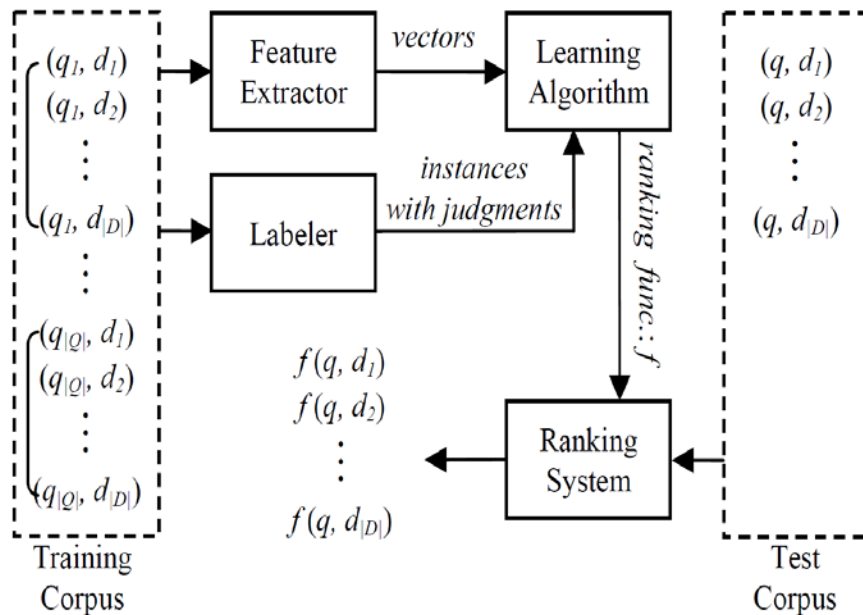 (q1, d1)
(q1, d2)
⋮
(q1, d|D|)
⋮
(q|Q|, d1)
(q|Q|, d2)
⋮
(q|Q|, d|D|)
Training
Corpus
Feature
Extractor
vectors
Learning
Algorithm
Labeler
instances
with judgments
ranking func.: f
Ranking
System
f(q, d1)
f(q, d2)
⋮
f(q, d|D|)
(q, d1)
(q, d2)
⋮
(q, d|D|)
Test
Corpus